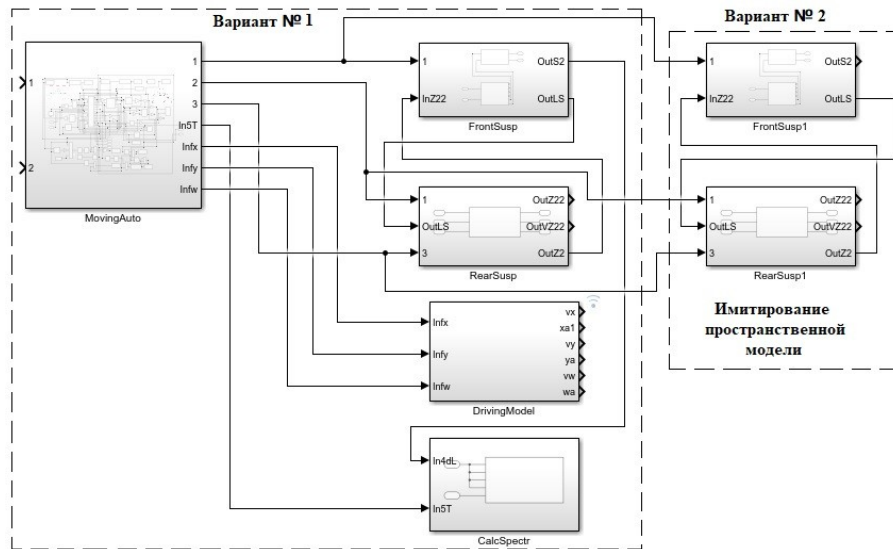 Вариант № 1
Вариант № 2
1
2
1
2
3
In5T
Infx
Infy
Infw
MovingAuto
1
InZ22
OutS2
OutLS
FrontSusp
1
InZ22
OutS2
OutLS
FrontSusp1
1
OutLS
3
OutZ22
OutVZ22
OutZ2
RearSusp
1
OutLS
3
OutZ22
OutVZ22
OutZ2
RearSusp1
Infx
Infy
Infw
vx
xa1
vy
ya
vw
wa
DrivingModel
Имитирование
пространственной
модели
In4dL
In5T
CalcSpectr